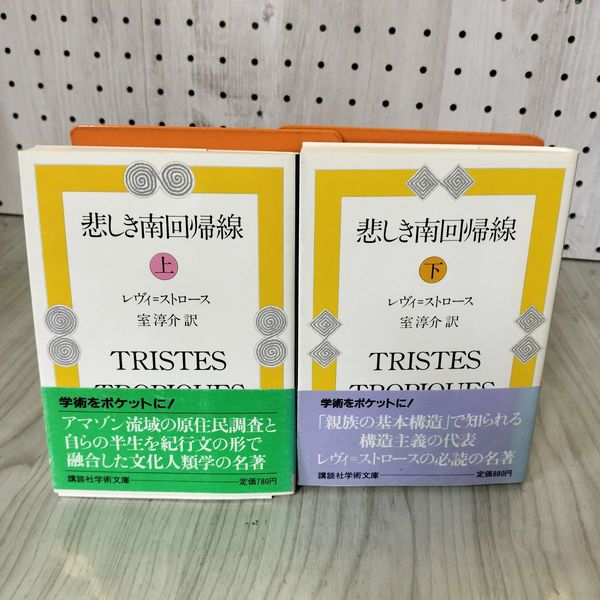 悲しき南回帰線
上
レヴィ=ストロース
室淳介訳
TRISTES
TROPIQUES
学術をポケットに!
アマゾン流域の原住民調査と
自らの半生を紀行文の形で
融合した文化人類学の名著
講談社学術文庫
定価780円
悲しき南回帰線
下
レヴィ=ストロース
室淳介訳
TRISTES
TROPIQUES
学術をポケットに!
「親族の基本構造」で知られる
構造主義の代表
レヴィ=ストロースの必読の名著
講談社学術文庫
定価880円